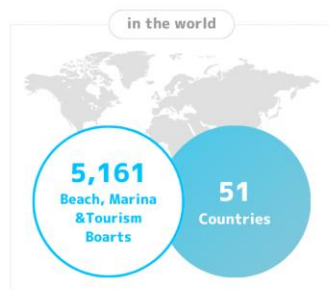 in the world
5,161
Beach, Marina
&Tourism
Boarts
51
Countries